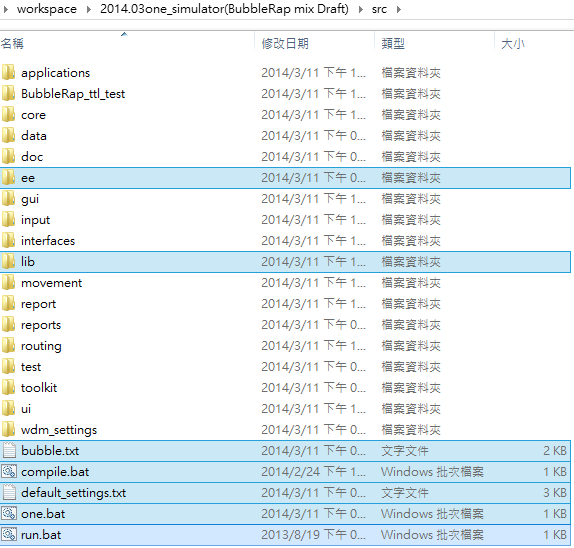 workspace 2014.03one_simulator(BubbleRap mix Draft) src
名稱 修改日期 類型 大小
applications 2014/3/11 下午 1... 檔案資料夾
BubbleRap_ttl_test 2014/3/11 下午 1... 檔案資料夾
core 2014/3/11 下午 1... 檔案資料夾
data 2014/3/11 下午 0... 檔案資料夾
doc 2014/3/11 下午 0... 檔案資料夾
ee 2014/3/11 下午 0... 檔案資料夾
gui 2014/3/11 下午 1... 檔案資料夾
input 2014/3/11 下午 1... 檔案資料夾
interfaces 2014/3/11 下午 1... 檔案資料夾
lib 2014/3/11 下午 1... 檔案資料夾
movement 2014/3/11 下午 1... 檔案資料夾
report 2014/3/11 下午 1... 檔案資料夾
reports 2014/3/11 下午 0... 檔案資料夾
routing 2014/3/11 下午 1... 檔案資料夾
test 2014/3/11 下午 0... 檔案資料夾
toolkit 2014/3/11 下午 0... 檔案資料夾
ui 2014/3/11 下午 1... 檔案資料夾
wdm_settings 2014/3/11 下午 0... 檔案資料夾
bubble.txt 2014/3/11 下午 0... 文字文件 2 KB
compile.bat 2014/2/24 下午 1... Windows 批次檔案 1 KB
default_settings.txt 2014/3/11 下午 0... 文字文件 3 KB
one.bat 2014/3/11 下午 0... Windows 批次檔案 1 KB
run.bat 2013/8/19 下午 0... Windows 批次檔案 1 KB